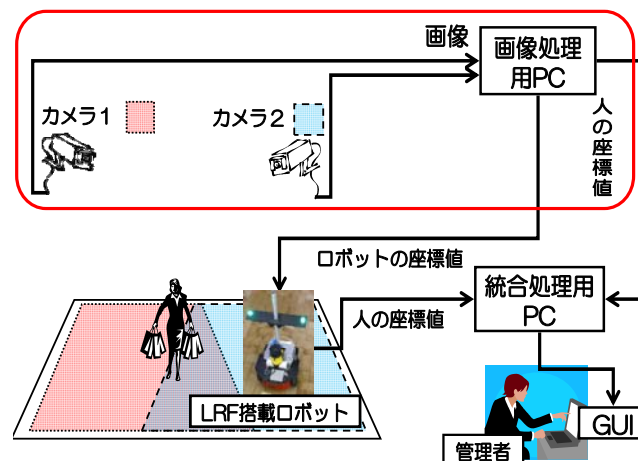 画像
画像処理
用PC
カメラ1
カメラ2
人の座標値
ロボットの座標値
人の座標値
統合処理用
PC
LRF搭載ロボット
GUI
管理者